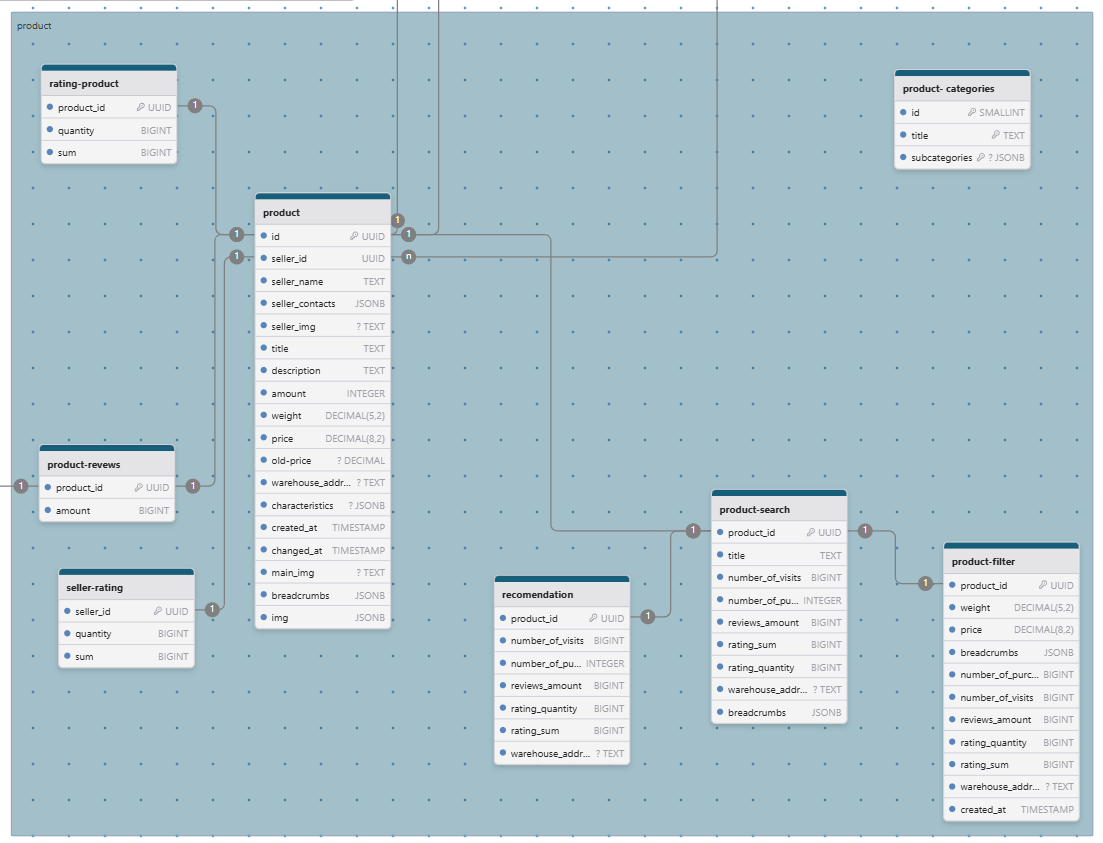 product
rating-product
product_id UUID
quantity BIGINT
sum BIGINT
product- categories
id SMALLINT
title TEXT
subcategories ? JSONB
product
id UUID
seller_id UUID
seller_name TEXT
seller_contacts JSONB
seller_img ? TEXT
title TEXT
description TEXT
amount INTEGER
weight DECIMAL(5,2)
price DECIMAL(8,2)
old-price ? DECIMAL
warehouse_addr... ? TEXT
characteristics ? JSONB
created_at TIMESTAMP
changed_at TIMESTAMP
main_img ? TEXT
breadcrumbs JSONB
img JSONB
1
1
1
1
1
n
product-revews
product_id UUID
amount BIGINT
1
1
seller-rating
seller_id UUID
quantity BIGINT
sum BIGINT
1
recomendation
product_id UUID
number_of_visits BIGINT
number_of_pu... INTEGER
reviews_amount BIGINT
rating_quantity BIGINT
rating_sum BIGINT
warehouse_addr... ? TEXT
1
product-search
product_id UUID
title TEXT
number_of_visits BIGINT
number_of_pu... INTEGER
reviews_amount BIGINT
rating_sum BIGINT
rating_quantity BIGINT
warehouse_addr... ? TEXT
breadcrumbs JSONB
1
1
product-filter
product_id UUID
weight DECIMAL(5,2)
price DECIMAL(8,2)
breadcrumbs JSONB
number_of_purc... BIGINT
number_of_visits BIGINT
reviews_amount BIGINT
rating_quantity BIGINT
rating_sum BIGINT
warehouse_addr... ? TEXT
created_at TIMESTAMP
1